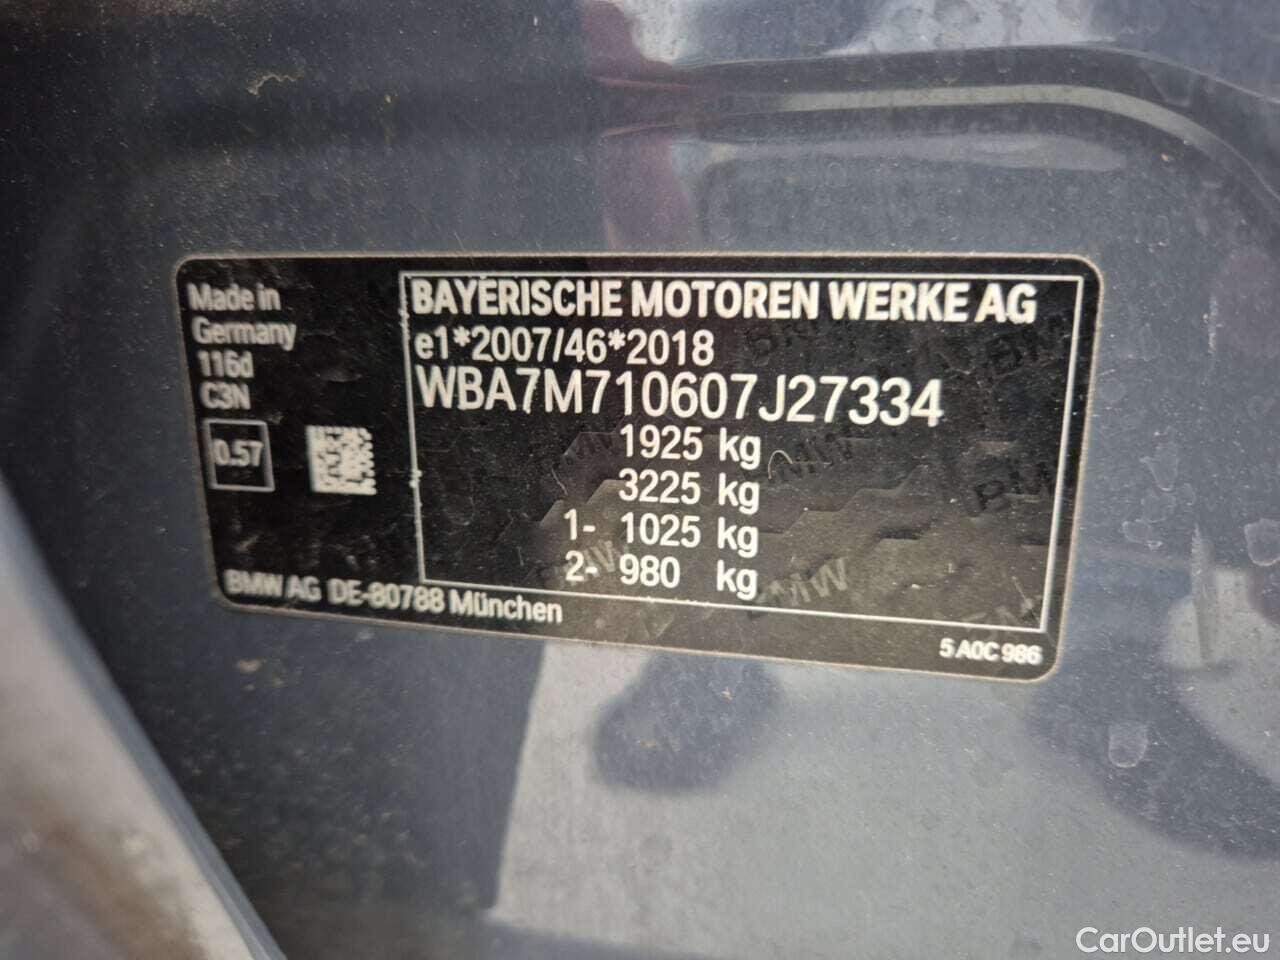 Made in
Germany
116d
C3N
0.57
BAYERISCHE MOTOREN WERKE AG
e1*2007/46*2018
WBA7M710607J27334
1925 kg
3225 kg
1- 1025 kg
2- 980 kg
BMW AG DE-80788 München
5 A0C 986
CarOutlet.eu